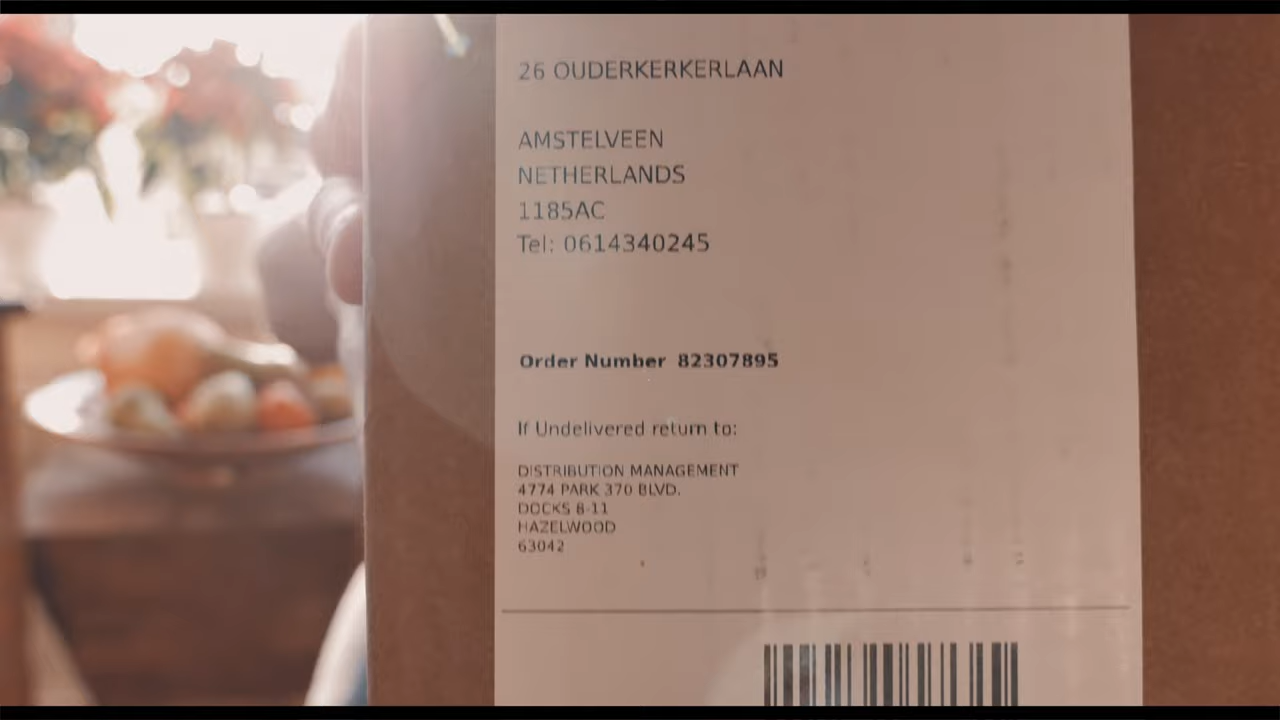 26 OUDERKERKERLAAN
AMSTELVEEN
NETHERLANDS
1185AC
Tel: 0614340245
Order Number 82307895
If Undelivered return to:
DISTRIBUTION MANAGEMENT
4774 PARK 370 BLVD.
DOCKS 8-11
HAZELWOOD
63042